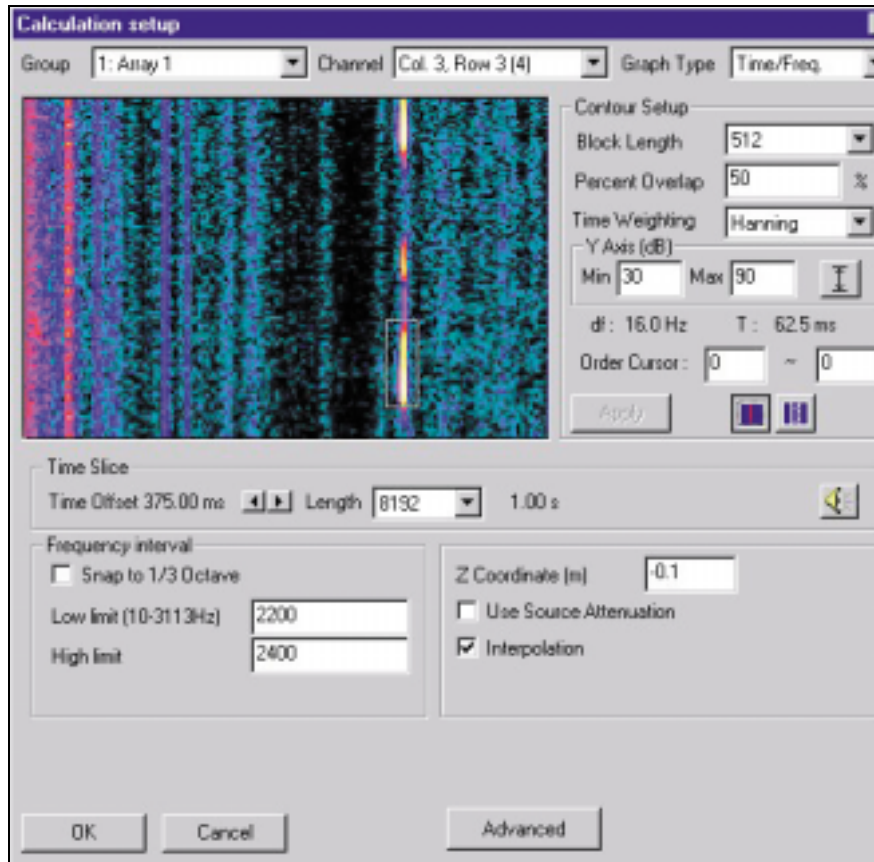 Calculation setup
Group 1: Array 1 Channel Col. 3, Row 3 (4) Graph Type Time/Freq.
Contour Setup
Block Length 512
Percent Overlap 50 %
Time Weighting Hanning
Y Axis (dB)
Min 30 Max 90
df : 16.0 Hz T : 62.5 ms
Order Cursor : 0 ~ 0
Apply
Time Slice
Time Offset 375.00 ms Length 8192 1.00 s
Frequency interval
Snap to 1/3 Octave
Low limit (10-3113Hz) 2200
High limit 2400
Z Coordinate (m) -0.1
Use Source Attenuation
Interpolation
OK Cancel Advanced